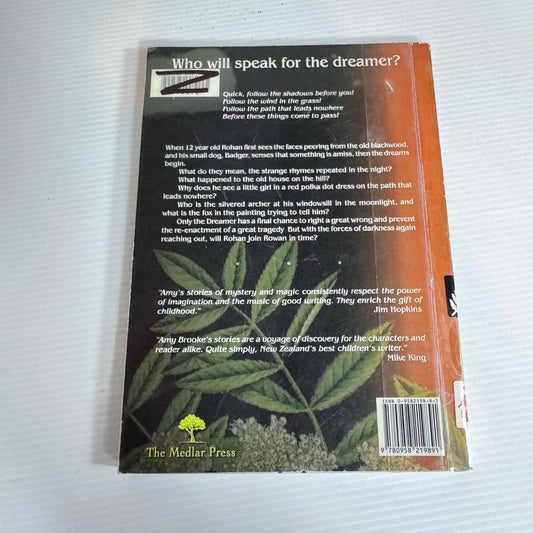 Who will speak for the dreamer?
Z
Quick, follow the shadows before you!
Follow the wind in the grass!
Follow the path that leads nowhere
Before these things come to pass!
When 12 year old Rohan first sees the faces peering from the old blackwood,
and his small dog, Badger, senses that something is amiss, then the dreams
begin.
What do they mean, the strange rhymes repeated in the night?
What happened to the old house on the hill?
Why does he see a little girl in a red polka dot dress on the path that
leads nowhere?
Who is the slivered archer at his windowsill in the moonlight, and
what is the fox in the painting trying to tell him?
Only the Dreamer has a final chance to right a great wrong and prevent
the re-enactment of a great tragedy But with the forces of darkness again
reaching out, will Rohan join Rowan in time?
"Amy's stories of mystery and magic consistently respect the power
of imagination and the music of good writing. They enrich the gift of
childhood."
Jim Hopkins
"Amy Brooke's stories are a voyage of discovery for the characters and
reader alike. Quite simply, New Zealand's best children's writer."
Mike King
ISBN 0-9582198-9-3
9 780958 219891
The Medlar Press